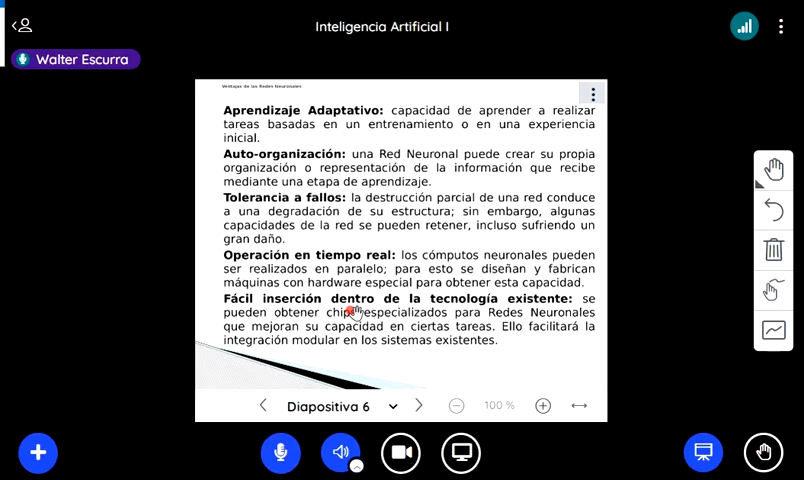 Inteligencia Artificial I
Walter Escurra
Ventajas de las Redes Neuronales
Aprendizaje Adaptativo: capacidad de aprender a realizar
tareas basadas en un entrenamiento o en una experiencia
inicial.
Auto-organización: una Red Neuronal puede crear su propia
organización o representación de la información que recibe
mediante una etapa de aprendizaje.
Tolerancia a fallos: la destrucción parcial de una red conduce
a una degradación de su estructura; sin embargo, algunas
capacidades de la red se pueden retener, incluso sufriendo un
gran daño.
Operación en tiempo real: los cómputos neuronales pueden
ser realizados en paralelo; para esto se diseñan y fabrican
máquinas con hardware especial para obtener esta capacidad.
Fácil inserción dentro de la tecnología existente: se
pueden obtener chips especializados para Redes Neuronales
que mejoran su capacidad en ciertas tareas. Ello facilitará la
integración modular en los sistemas existentes.
Diapositiva 6
100 %